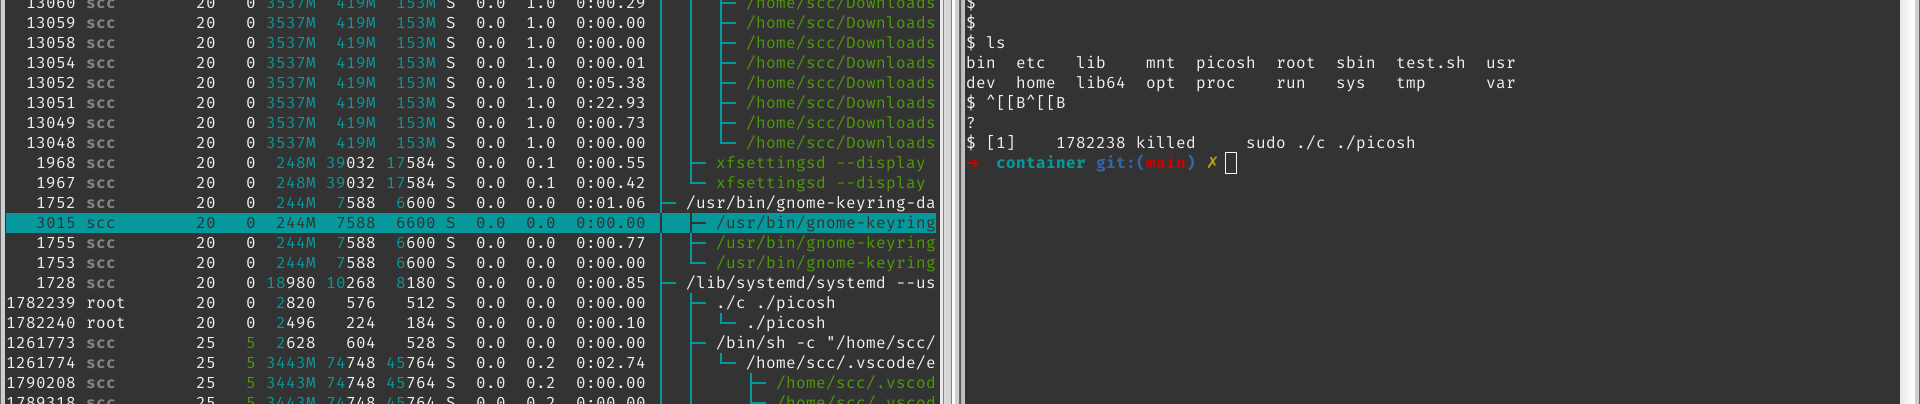 13060 scc 20 0 3537M 419M 153M S 0.0 1.0 0:00.29 ├─ /home/scc/Downloads
13059 scc 20 0 3537M 419M 153M S 0.0 1.0 0:00.00 ├─ /home/scc/Downloads
13058 scc 20 0 3537M 419M 153M S 0.0 1.0 0:00.00 ├─ /home/scc/Downloads
13054 scc 20 0 3537M 419M 153M S 0.0 1.0 0:00.01 ├─ /home/scc/Downloads
13052 scc 20 0 3537M 419M 153M S 0.0 1.0 0:05.38 ├─ /home/scc/Downloads
13051 scc 20 0 3537M 419M 153M S 0.0 1.0 0:22.93 ├─ /home/scc/Downloads
13049 scc 20 0 3537M 419M 153M S 0.0 1.0 0:00.73 ├─ /home/scc/Downloads
13048 scc 20 0 3537M 419M 153M S 0.0 1.0 0:00.00 └─ /home/scc/Downloads
1968 scc 20 0 248M 39032 17584 S 0.0 0.1 0:00.55 ├─ xfsettingsd --display
1967 scc 20 0 248M 39032 17584 S 0.0 0.1 0:00.42 └─ xfsettingsd --display
1752 scc 20 0 244M 7588 6600 S 0.0 0.0 0:01.06 ├─ /usr/bin/gnome-keyring-da
3015 scc 20 0 244M 7588 6600 S 0.0 0.0 0:00.00 ├─ /usr/bin/gnome-keyring
1755 scc 20 0 244M 7588 6600 S 0.0 0.0 0:00.77 ├─ /usr/bin/gnome-keyring
1753 scc 20 0 244M 7588 6600 S 0.0 0.0 0:00.00 └─ /usr/bin/gnome-keyring
1728 scc 20 0 18980 10268 8180 S 0.0 0.0 0:00.85 ├─ /lib/systemd/systemd --us
1782239 root 20 0 2820 576 512 S 0.0 0.0 0:00.00 ├─ ./c ./picosh
1782240 root 20 0 2496 224 184 S 0.0 0.0 0:00.10 └─ ./picosh
1261773 scc 25 5 2628 604 528 S 0.0 0.0 0:00.00 ├─ /bin/sh -c "/home/scc/
1261774 scc 25 5 3443M 74748 45764 S 0.0 0.2 0:02.74 └─ /home/scc/.vscode/e
1790208 scc 25 5 3443M 74748 45764 S 0.0 0.2 0:00.00 ├─ /home/scc/.vscod
1789318 scc 25 5 3443M 74748 45764 S 0.0 0.2 0:00.00 ├─ /home/scc/.vscod
$
$
$ ls
bin etc lib mnt picosh root sbin test.sh usr
dev home lib64 opt proc run sys tmp var
$ ^[[B^[[B
?
$ [1] 1782238 killed sudo ./c ./picosh
→ container git:(main) ✗